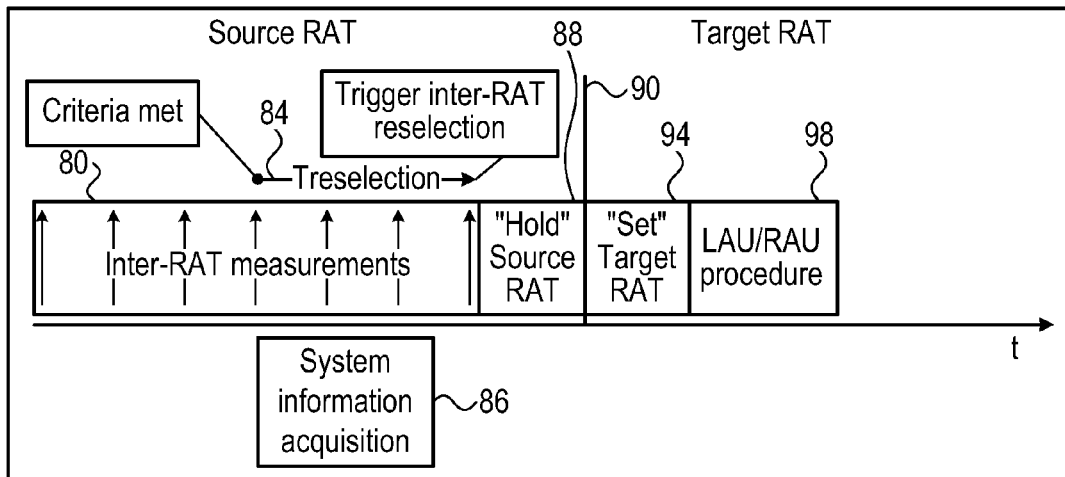 Source RAT
Target RAT
88
90
Criteria met
84
Trigger inter-RAT
reselection
94
98
80
Treselection
Inter-RAT measurements
"Hold"
Source
RAT
"Set"
Target
RAT
LAU/RAU
procedure
t
System
information
acquisition
86